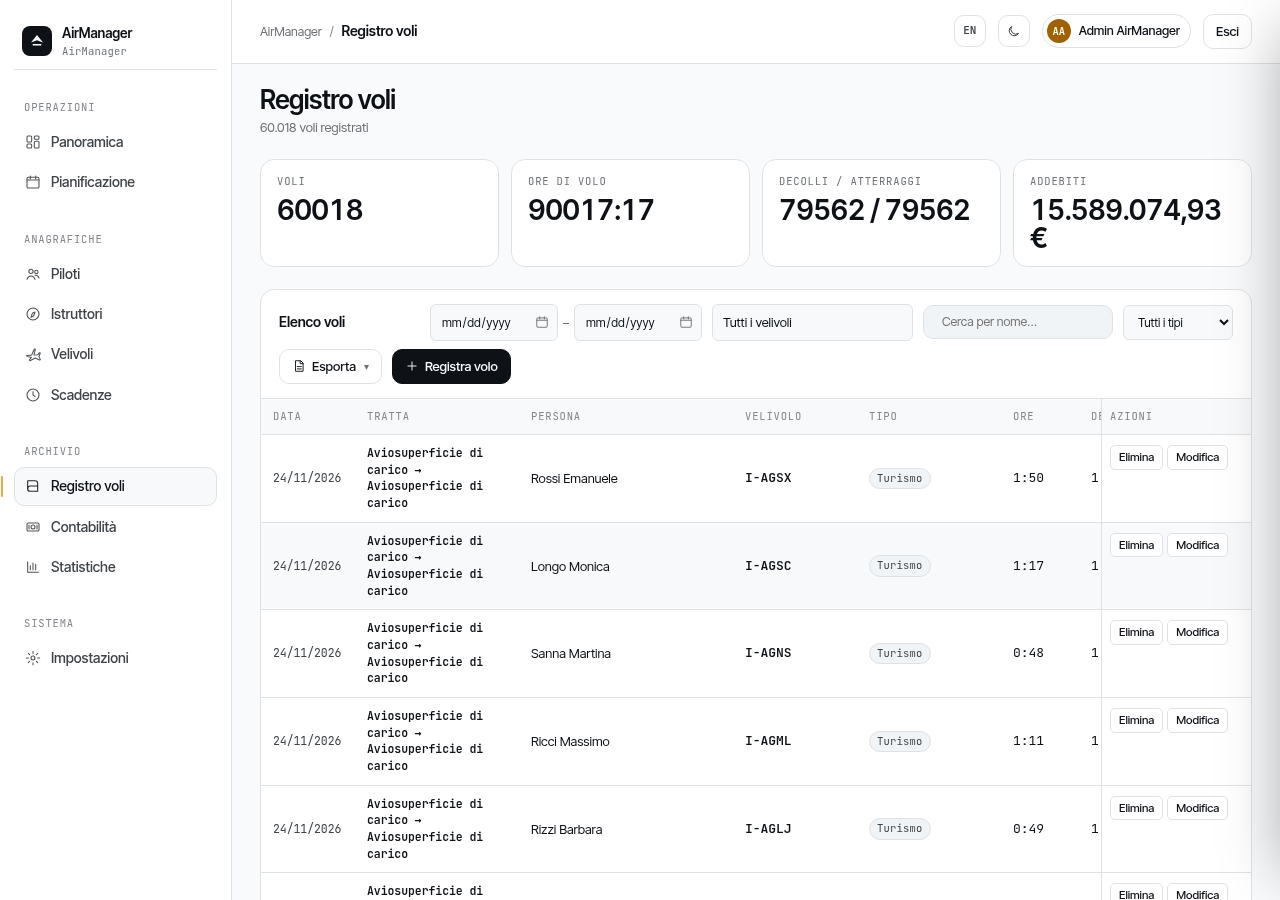 AirManager
AirManager
OPERAZIONI
Panoramica
Pianificazione
ANAGRAFICHE
Piloti
Istruttori
Velivoli
Scadenze
ARCHIVIO
Registro voli
Contabilità
Statistiche
SISTEMA
Impostazioni
AirManager / Registro voli
EN
AA Admin AirManager
Esci
Registro voli
60.018 voli registrati
VOLI
60018
ORE DI VOLO
90017:17
DECOLLI / ATTERRAGGI
79562 / 79562
ADDEBITI
15.589.074,93
€
Elenco voli
mm/dd/yyyy – mm/dd/yyyy
Tutti i velivoli
Cerca per nome...
Tutti i tipi
Esporta ▾
+ Registra volo
DATA TRATTA PERSONA VELIVOLO TIPO ORE AZIONI
24/11/2026
Aviosuperficie di
carico →
Aviosuperficie di
carico
Rossi Emanuele I-AGSX Turismo 1:50 1 Elimina Modifica
24/11/2026
Aviosuperficie di
carico →
Aviosuperficie di
carico
Longo Monica I-AGSC Turismo 1:17 1 Elimina Modifica
24/11/2026
Aviosuperficie di
carico →
Aviosuperficie di
carico
Sanna Martina I-AGNS Turismo 0:48 1 Elimina Modifica
24/11/2026
Aviosuperficie di
carico →
Aviosuperficie di
carico
Ricci Massimo I-AGML Turismo 1:11 1 Elimina Modifica
24/11/2026
Aviosuperficie di
carico →
Aviosuperficie di
carico
Rizzi Barbara I-AGLJ Turismo 0:49 1 Elimina Modifica
Aviosuperficie di
Elimina Modifica